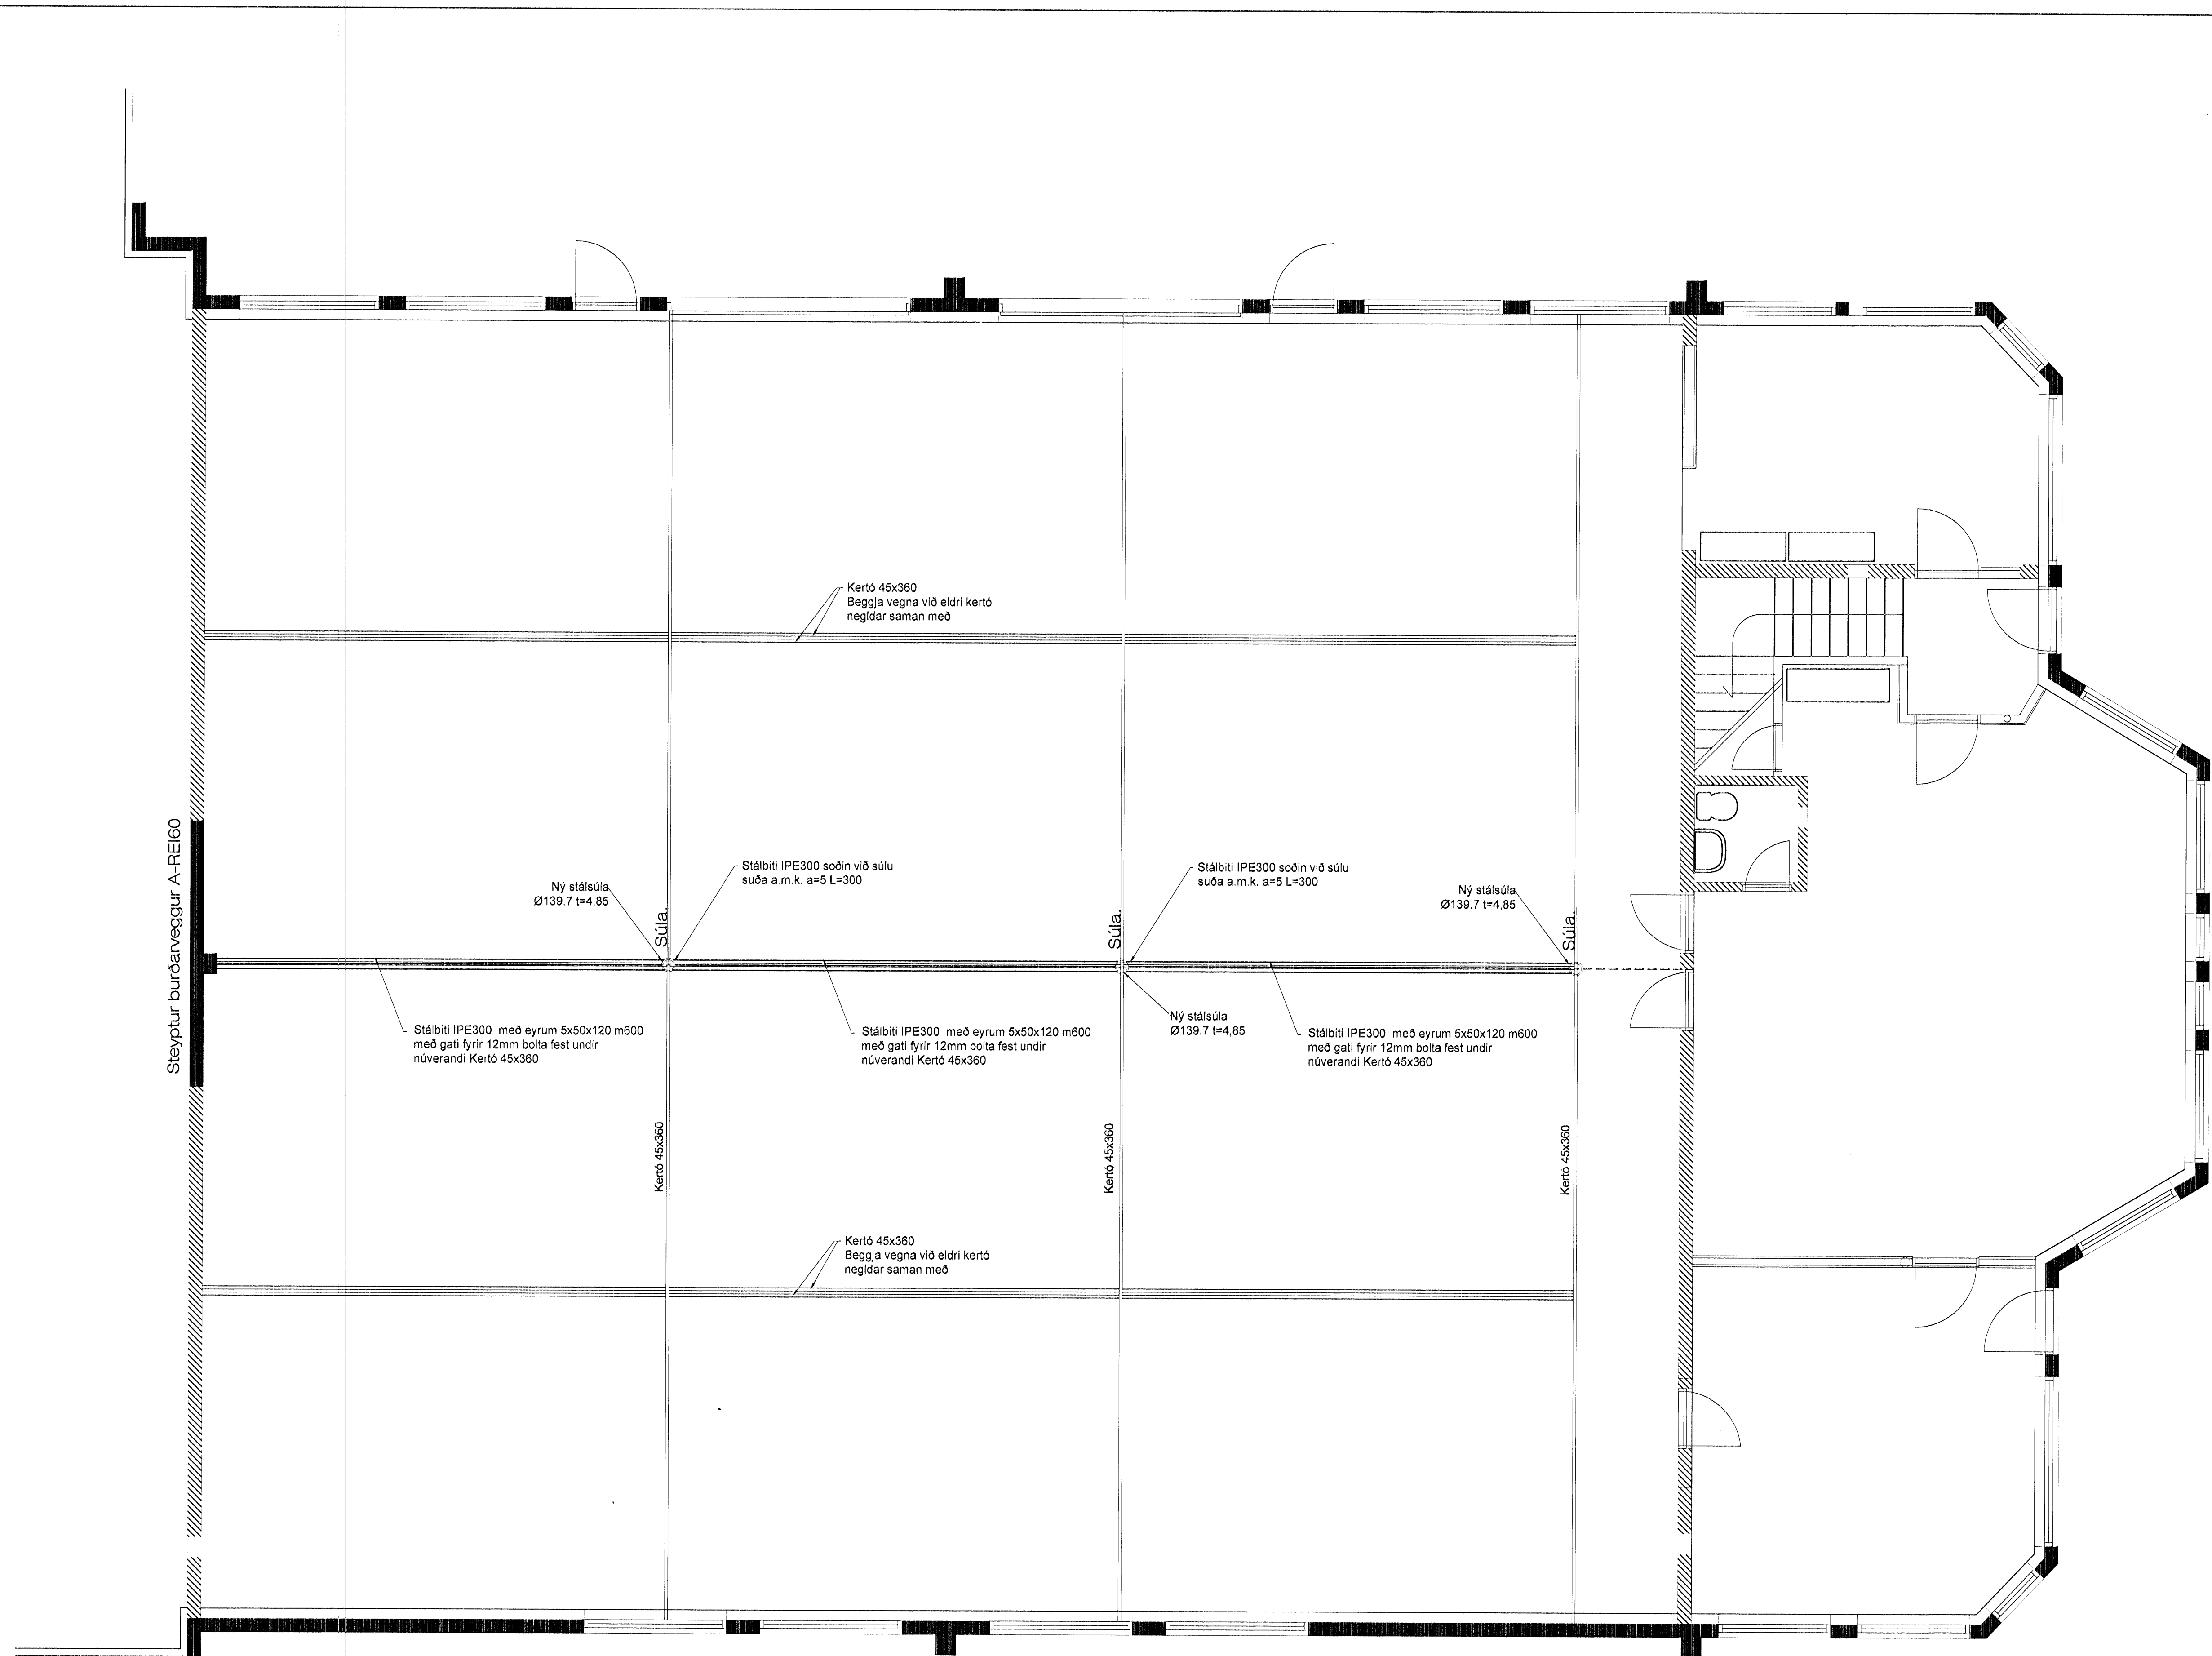 Kertó 45x360
Beggja vegna við eldri kertó
negldar saman með
Steyptur burðarveggur A-REI60
Ný stálsúla
Ø139.7 t=4,85
Súla.
Stálbiti IPE300 soðin við súlu
suða a.m.k. a=5 L=300
Súla.
Stálbiti IPE300 soðin við súlu
suða a.m.k. a=5 L=300
Ný stálsúla
Ø139.7 t=4,85
Súla.
Stálbiti IPE300 með eyrum 5x50x120 m600
með gati fyrir 12mm bolta fest undir
núverandi Kertó 45x360
Stálbiti IPE300 með eyrum 5x50x120 m600
með gati fyrir 12mm bolta fest undir
núverandi Kertó 45x360
Ný stálsúla
Ø139.7 t=4,85
Stálbiti IPE300 með eyrum 5x50x120 m600
með gati fyrir 12mm bolta fest undir
núverandi Kertó 45x360
Kertó 45x360
Kertó 45x360
Kertó 45x360
Kertó 45x360
Beggja vegna við eldri kertó
negldar saman með